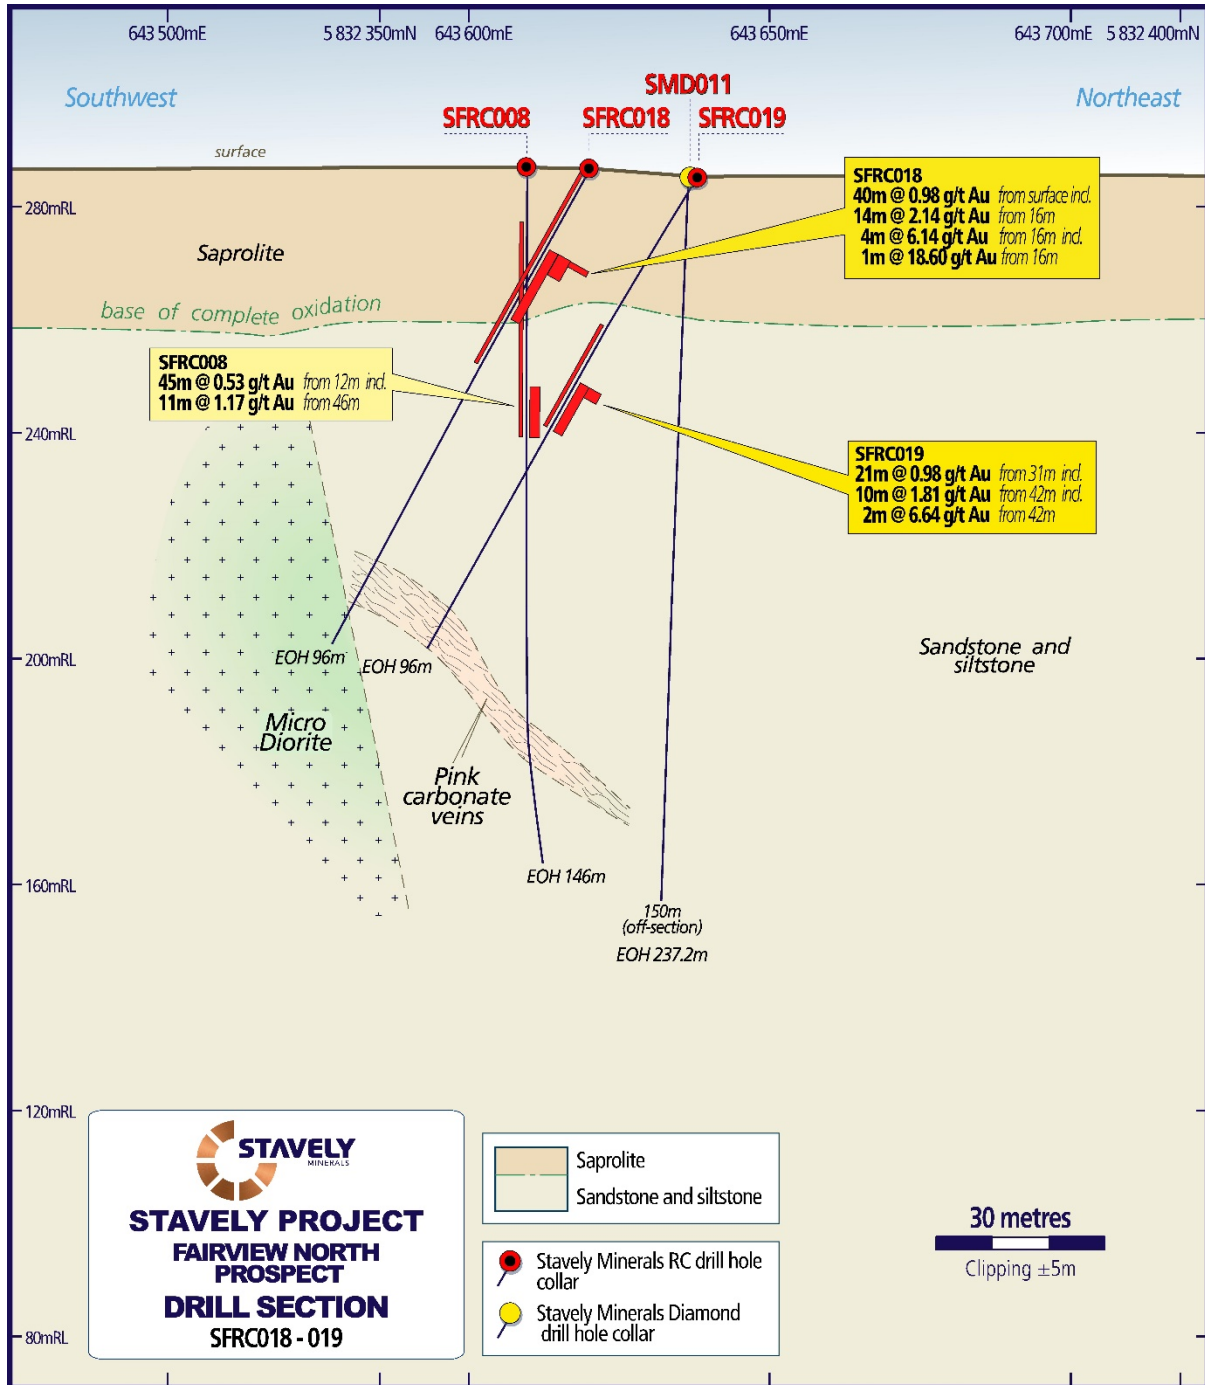 643 500mE
5 832 350mN
643 600mE
643 650mE
643 700mE
5 832 400mN
Southwest
Northeast
SMD011
SFRC008
SFRC018
SFRC019
surface
280mRL
Saprolite
base of complete oxidation
SFRC018
40m @ 0.98 g/t Au from surface incl.
14m @ 2.14 g/t Au from 16m
4m @ 6.14 g/t Au from 16m incl.
1m @ 18.60 g/t Au from 16m
SFRC008
45m @ 0.53 g/t Au from 12m incl.
11m @ 1.17 g/t Au from 46m
240mRL
SFRC019
21m @ 0.98 g/t Au from 31m incl.
10m @ 1.81 g/t Au from 42m incl.
2m @ 6.64 g/t Au from 42m
200mRL
EOH 96m
EOH 96m
Sandstone and
siltstone
Micro
Diorite
Pink
carbonate
veins
160mRL
EOH 146m
150m
(off-section)
EOH 237.2m
120mRL
STAVELY
MINERALS
STAVELY PROJECT
FAIRVIEW NORTH
PROSPECT
DRILL SECTION
SFRC018 - 019
Saprolite
Sandstone and siltstone
Stavely Minerals RC drill hole
collar
Stavely Minerals Diamond
drill hole collar
30 metres
Clipping ±5m
80mRL